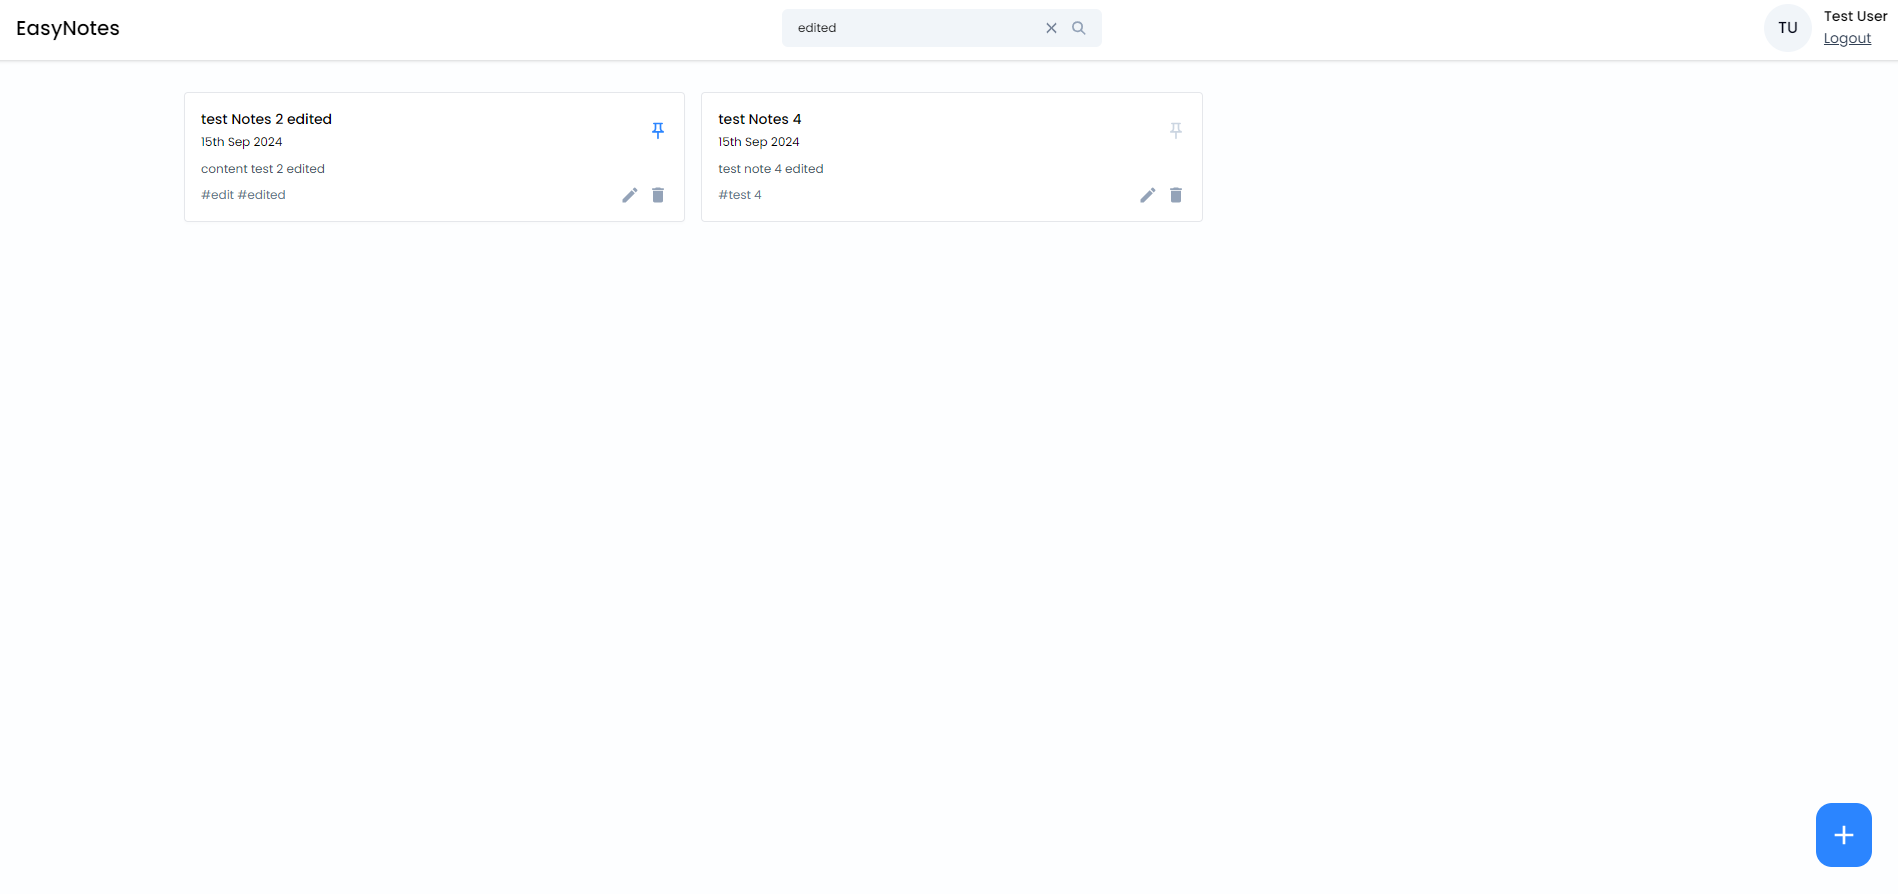 EasyNotes
edited
TU
Test User
Logout
test Notes 2 edited
15th Sep 2024
content test 2 edited
#edit #edited
test Notes 4
15th Sep 2024
test note 4 edited
#test 4